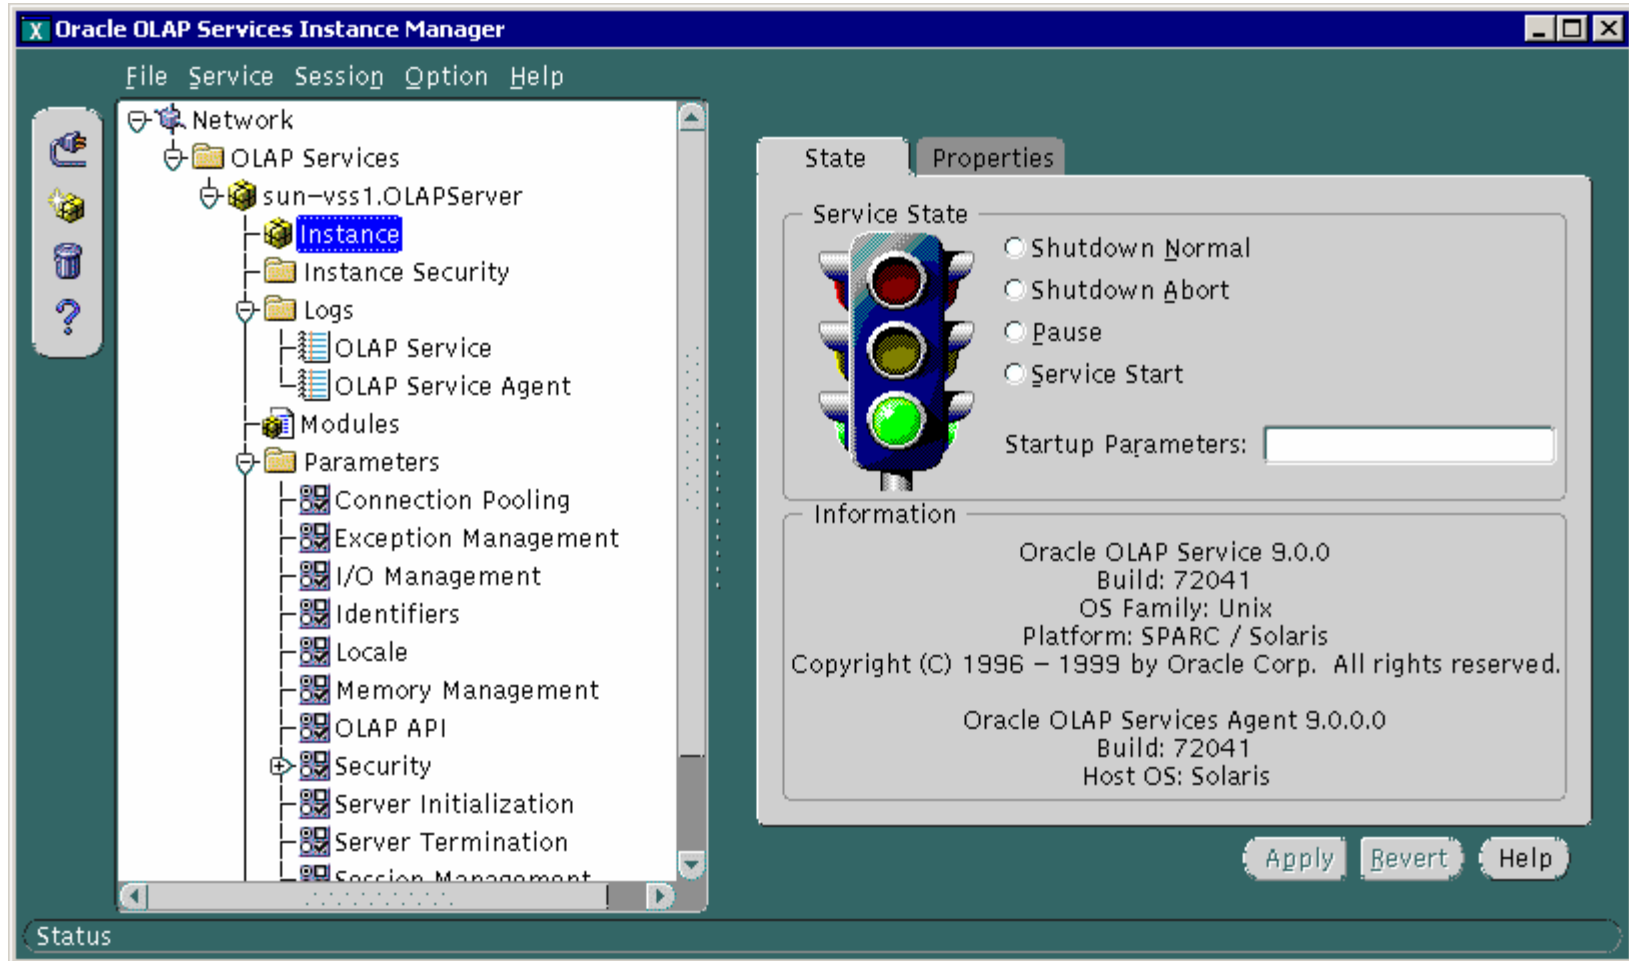 Oracle OLAP Services Instance Manager
File Service Session Option Help
Network
OLAP Services
sun-vss1.OLAPServer
Instance
Instance Security
Logs
OLAP Service
OLAP Service Agent
Modules
Parameters
Connection Pooling
Exception Management
I/O Management
Identifiers
Locale
Memory Management
OLAP API
Security
Server Initialization
Server Termination
Session Management
State Properties
Service State
Shutdown Normal
Shutdown Abort
Pause
Service Start
Startup Parameters:
Information
Oracle OLAP Service 9.0.0
Build: 72041
OS Family: Unix
Platform: SPARC / Solaris
Copyright (C) 1996 - 1999 by Oracle Corp. All rights reserved.
Oracle OLAP Services Agent 9.0.0.0
Build: 72041
Host OS: Solaris
Apply Revert Help
Status